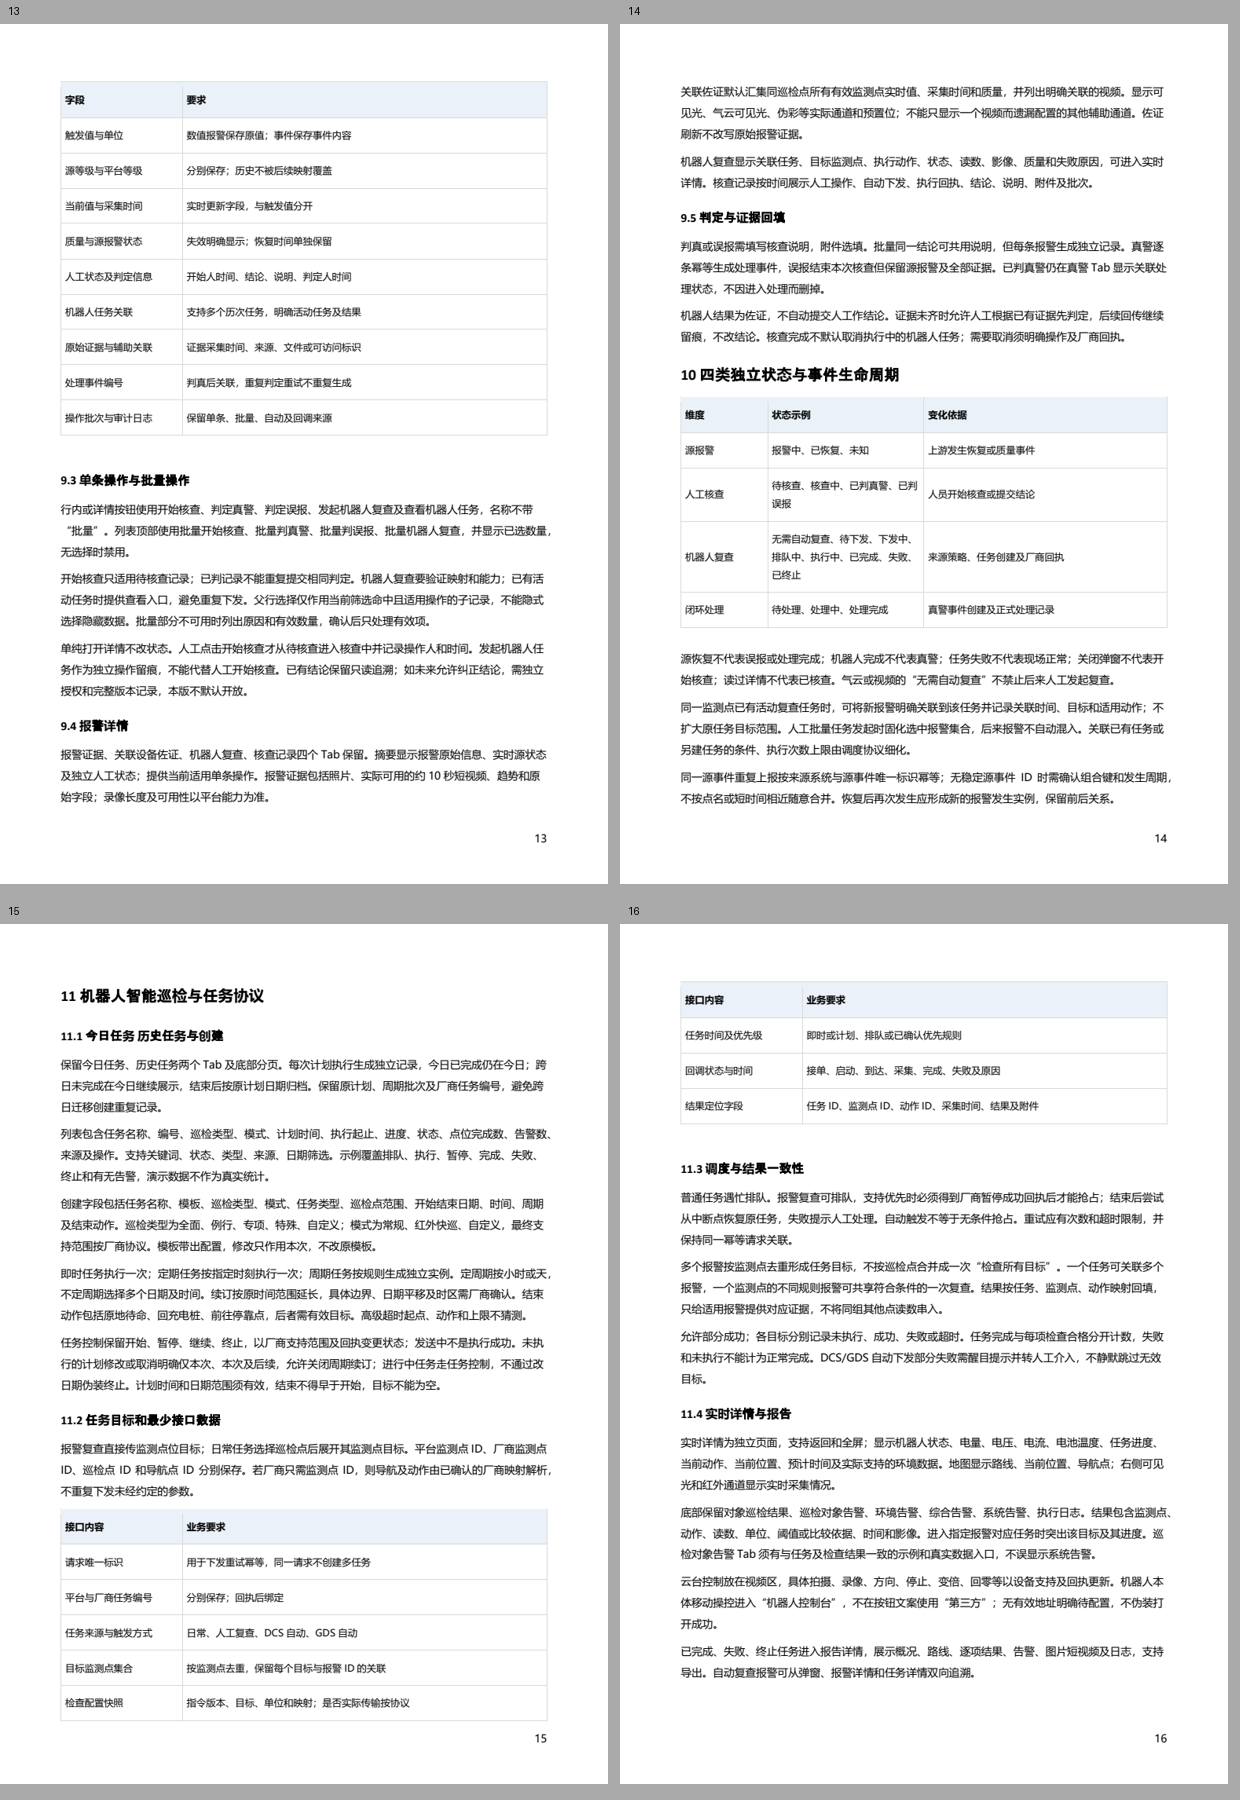 13
字段 要求
触发值与单位 数值报警保存原值；事件保存事件内容
源等级与平台等级 分别保存；历史不被后续映射覆盖
当前值与采集时间 实时更新字段，与触发值分开
质量与源报警状态 失效明确显示；恢复时间单独保留
人工状态及判定信息 开始人时间、结论、说明、判定人时间
机器人任务关联 支持多个历次任务，明确活动任务及结果
原始证据与辅助关联 证据采集时间、来源、文件或可访问标识
处理事件编号 判真后关联，重复判定重试不重复生成
操作批次与审计日志 保留单条、批量、自动及回调来源
9.3 单条操作与批量操作
行内或详情按钮使用开始核查、判定真警、判定误报、发起机器人复查及查看机器人任务，名称不带
“批量”。列表顶部使用批量开始核查、批量判真警、批量判误报、批量机器人复查，并显示已选数量，
无选择时禁用。
开始核查只适用待核查记录；已判记录不能重复提交相同判定。机器人复查要验证映射和能力；已有活
动任务时提供查看入口，避免重复下发。父行选择仅作用当前筛选命中且适用操作的子记录，不能隐式
选择隐藏数据。批量部分不可用时列出原因和有效数量，确认后只处理有效项。
单纯打开详情不改状态。人工点击开始核查才从待核查进入核查中并记录操作人和时间。发起机器人任
务作为独立操作留痕，不能代替人工开始核查。已有结论保留只读追溯；如未来允许纠正结论，需独立
授权和完整版本记录，本版不默认开放。
9.4 报警详情
报警证据、关联设备佐证、机器人复查、核查记录四个 Tab 保留。摘要显示报警原始信息、实时源状态
及独立人工状态；提供当前适用单条操作。报警证据包括照片、实际可用的约 10 秒短视频、趋势和原
始字段；录像长度及可用性以平台能力为准。
13
14
关联佐证默认汇集同巡检点所有有效监测点实时值、采集时间和质量，并列出明确关联的视频。显示可
见光、气云可见光、伪彩等实际通道和预置位；不能只显示一个视频而遗漏配置的其他辅助通道。佐证
刷新不改写原始报警证据。
机器人复查显示关联任务、目标监测点、执行动作、状态、读数、影像、质量和失败原因，可进入实时
详情。核查记录按时间展示人工操作、自动下发、执行回执、结论、说明、附件及批次。
9.5 判定与证据回填
判真或误报需填写核查说明，附件选填。批量同一结论可共用说明，但每条报警生成独立记录。真警逐
条幂等生成处理事件，误报结束本次核查但保留源报警及全部证据。已判真警仍在真警 Tab 显示关联处
理状态，不因进入处理而删掉。
机器人结果为佐证，不自动提交人工结论。证据未齐时允许人工根据已有证据先判定，后续回传继续
留痕，不改结论。核查完成不默认取消执行中的机器人任务；需要取消须明确操作及厂商回执。
10 四类独立状态与事件生命周期
维度 状态示例 变化依据
源报警 报警中、已恢复、未知 上游发生恢复或质量事件
人工核查 待核查、核查中、已判真警、已判
误报 人员开始核查或提交结论
机器人复查 无需自动复查、待下发、下发中、
排队中、执行中、已完成、失败、
已终止 来源策略、任务创建及厂商回执
闭环处理 待处理、处理中、处理完成 真警事件创建及正式处理记录
源恢复不代表误报或处理完成；机器人完成不代表真警；任务失败不代表现场正常；关闭弹窗不代表开
始核查；读过详情不代表已核查。气云或视频的“无需自动复查”不禁止后来人工发起复查。
同一监测点已有活动复查任务时，可将新报警明确关联到该任务并记录关联时间、目标和适用动作；不
扩大原任务目标范围。人工批量任务发起时固化选中报警集合，后来报警不自动混入。关联已有任务或
另建任务的条件、执行次数上限由调度协议细化。
同一源事件重复上报按来源系统与源事件唯一标识幂等；无稳定源事件 ID 时需确认组合键和发生周期，
不按点名或短时间相近随意合并。恢复后再次发生应形成新的报警发生实例，保留前后关系。
14
15
11 机器人智能巡检与任务协议
11.1 今日任务 历史任务与创建
保留今日任务、历史任务两个 Tab 及底部分页。每次计划执行生成独立记录，今日已完成仍在今日；跨
日未完成在今日继续展示，结束后按原计划日期归档。保留原计划、周期批次及厂商任务编号，避免跨
日迁移创建重复记录。
列表包含任务名称、编号、巡检类型、模式、计划时间、执行起止、进度、状态、点位完成数、告警数、
来源及操作。支持关键词、状态、类型、来源、日期筛选。示例覆盖排队、执行、暂停、完成、失败、
终止和有无告警，演示数据不作为真实统计。
创建字段包括任务名称、模板、巡检类型、模式、任务类型、巡检点范围、开始结束日期、时间、周期
及结束动作。巡检类型为全面、例行、专项、特殊、自定义；模式为常规、红外快巡、自定义，最终支
持范围按厂商协议。模板带出配置，修改只作用本次，不改原模板。
即时任务执行一次；定期任务按指定时刻执行一次；周期任务按规则生成独立实例。定周期按小时或天，
不定周期选择多个日期及时间。续订按原时间范围延长，具体边界、日期平移及时区需厂商确认。结束
动作包括原地待命、回充电桩、前往停靠点，后者需有效目标。高级超时起点、动作和上限不猜测。
任务控制保留开始、暂停、继续、终止，以厂商支持范围及回执变更状态；发送中不是执行成功。未执
行的计划修改或取消明确仅本次、本次及后续，允许关闭周期续订；进行中任务走任务控制，不通过改
日期伪装终止。计划时间和日期范围须有效，结束不得早于开始，目标不能为空。
11.2 任务目标和最少接口数据
报警复查直接传监测点位目标；日常任务选择巡检点后展开其监测点目标。平台监测点 ID、厂商监测点
ID、巡检点 ID 和导航点 ID 分别保存。若厂商只需监测点 ID，则导航及动作由已确认的厂商映射解析，
不重复下发未经约定的参数。
接口内容 业务要求
请求唯一标识 用于下发重试幂等，同一请求不创建多任务
平台与厂商任务编号 分别保存；回执后绑定
任务来源与触发方式 日常、人工复查、DCS 自动、GDS 自动
目标监测点集合 按监测点去重，保留每个目标与报警 ID 的关联
检查配置快照 指令版本、目标、单位和映射；是否实际传输按协议
15
16
接口内容 业务要求
任务时间及优先级 即时或计划、排队或已确认优先规则
回调状态与时间 接单、启动、到达、采集、完成、失败及原因
结果定位字段 任务 ID、监测点 ID、动作 ID、采集时间、结果及附件
11.3 调度与结果一致性
普通任务遇忙排队。报警复查可排队，支持优先时必须得到厂商暂停成功回执后才能抢占；结束后尝试
从中断点恢复原任务，失败提示人工处理。自动触发不等于无条件抢占。重试应有次数和超时限制，并
保持同一幂等请求关联。
多个报警按监测点去重形成任务目标，不按巡检点合并成一次“检查所有目标”。一个任务可关联多个
报警，一个监测点的不同规则报警可共享符合条件的一次复查。结果按任务、监测点、动作映射回填，
只给适用报警提供对应证据，不将同组其他点读数串入。
允许部分成功；各目标分别记录未执行、成功、失败或超时。任务完成与每项检查合格分开计数，失败
和未执行不能计为正常完成。DCS/GDS 自动下发部分失败需醒目提示并转人工介入，不静默跳过无效
目标。
11.4 实时详情与报告
实时详情为独立页面，支持返回和全屏；显示机器人状态、电量、电压、电流、电池温度、任务进度、
当前动作、当前位置、预计时间及实际支持的环境数据。地图显示路线、当前位置、导航点；右侧可见
光和红外通道显示实时采集情况。
底部保留对象巡检结果、巡检对象告警、环境告警、综合告警、系统告警、执行日志。结果包含监测点、
动作、读数、单位、阈值或比较依据、时间和影像。进入指定报警对应任务时突出该目标及其进度。巡
检对象告警 Tab 须有与任务及检查结果一致的示例和真实数据入口，不误显示系统告警。
云台控制放在视频区，具体拍摄、录像、方向、停止、变倍、回零等以设备支持及回执更新。机器人本
体移动操控进入“机器人控制台”，不在按钮文案使用“第三方”；无有效地址明确待配置，不伪装打
开成功。
已完成、失败、终止任务进入报告详情，展示概况、路线、逐项结果、告警、图片短视频及日志，支持
导出。自动复查报警可从弹窗、报警详情和任务详情双向追溯。
16